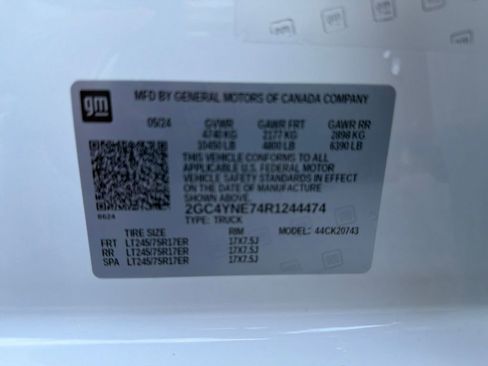 gm
MFD BY GENERAL MOTORS OF CANADA COMPANY
05/24 GVWR GAWR FRT GAWR RR
4740 KG 2177 KG 2898 KG
10450 LB 4800 LB 6390 LB
THIS VEHICLE CONFORMS TO ALL
APPLICABLE U.S. FEDERAL MOTOR
VEHICLE SAFETY STANDARDS
IN EFFECT ON THE DATE OF MANUFACTURE
SHOWN ABOVE.
2GC4YNE74R1244474
TYPE: TRUCK MODEL: 44CK20743
TIRE SIZE RIM
FRT LT245/75R17ER 17X7.5J
RR LT245/75R17ER 17X7.5J
SPA LT245/75R17ER 17X7.5J